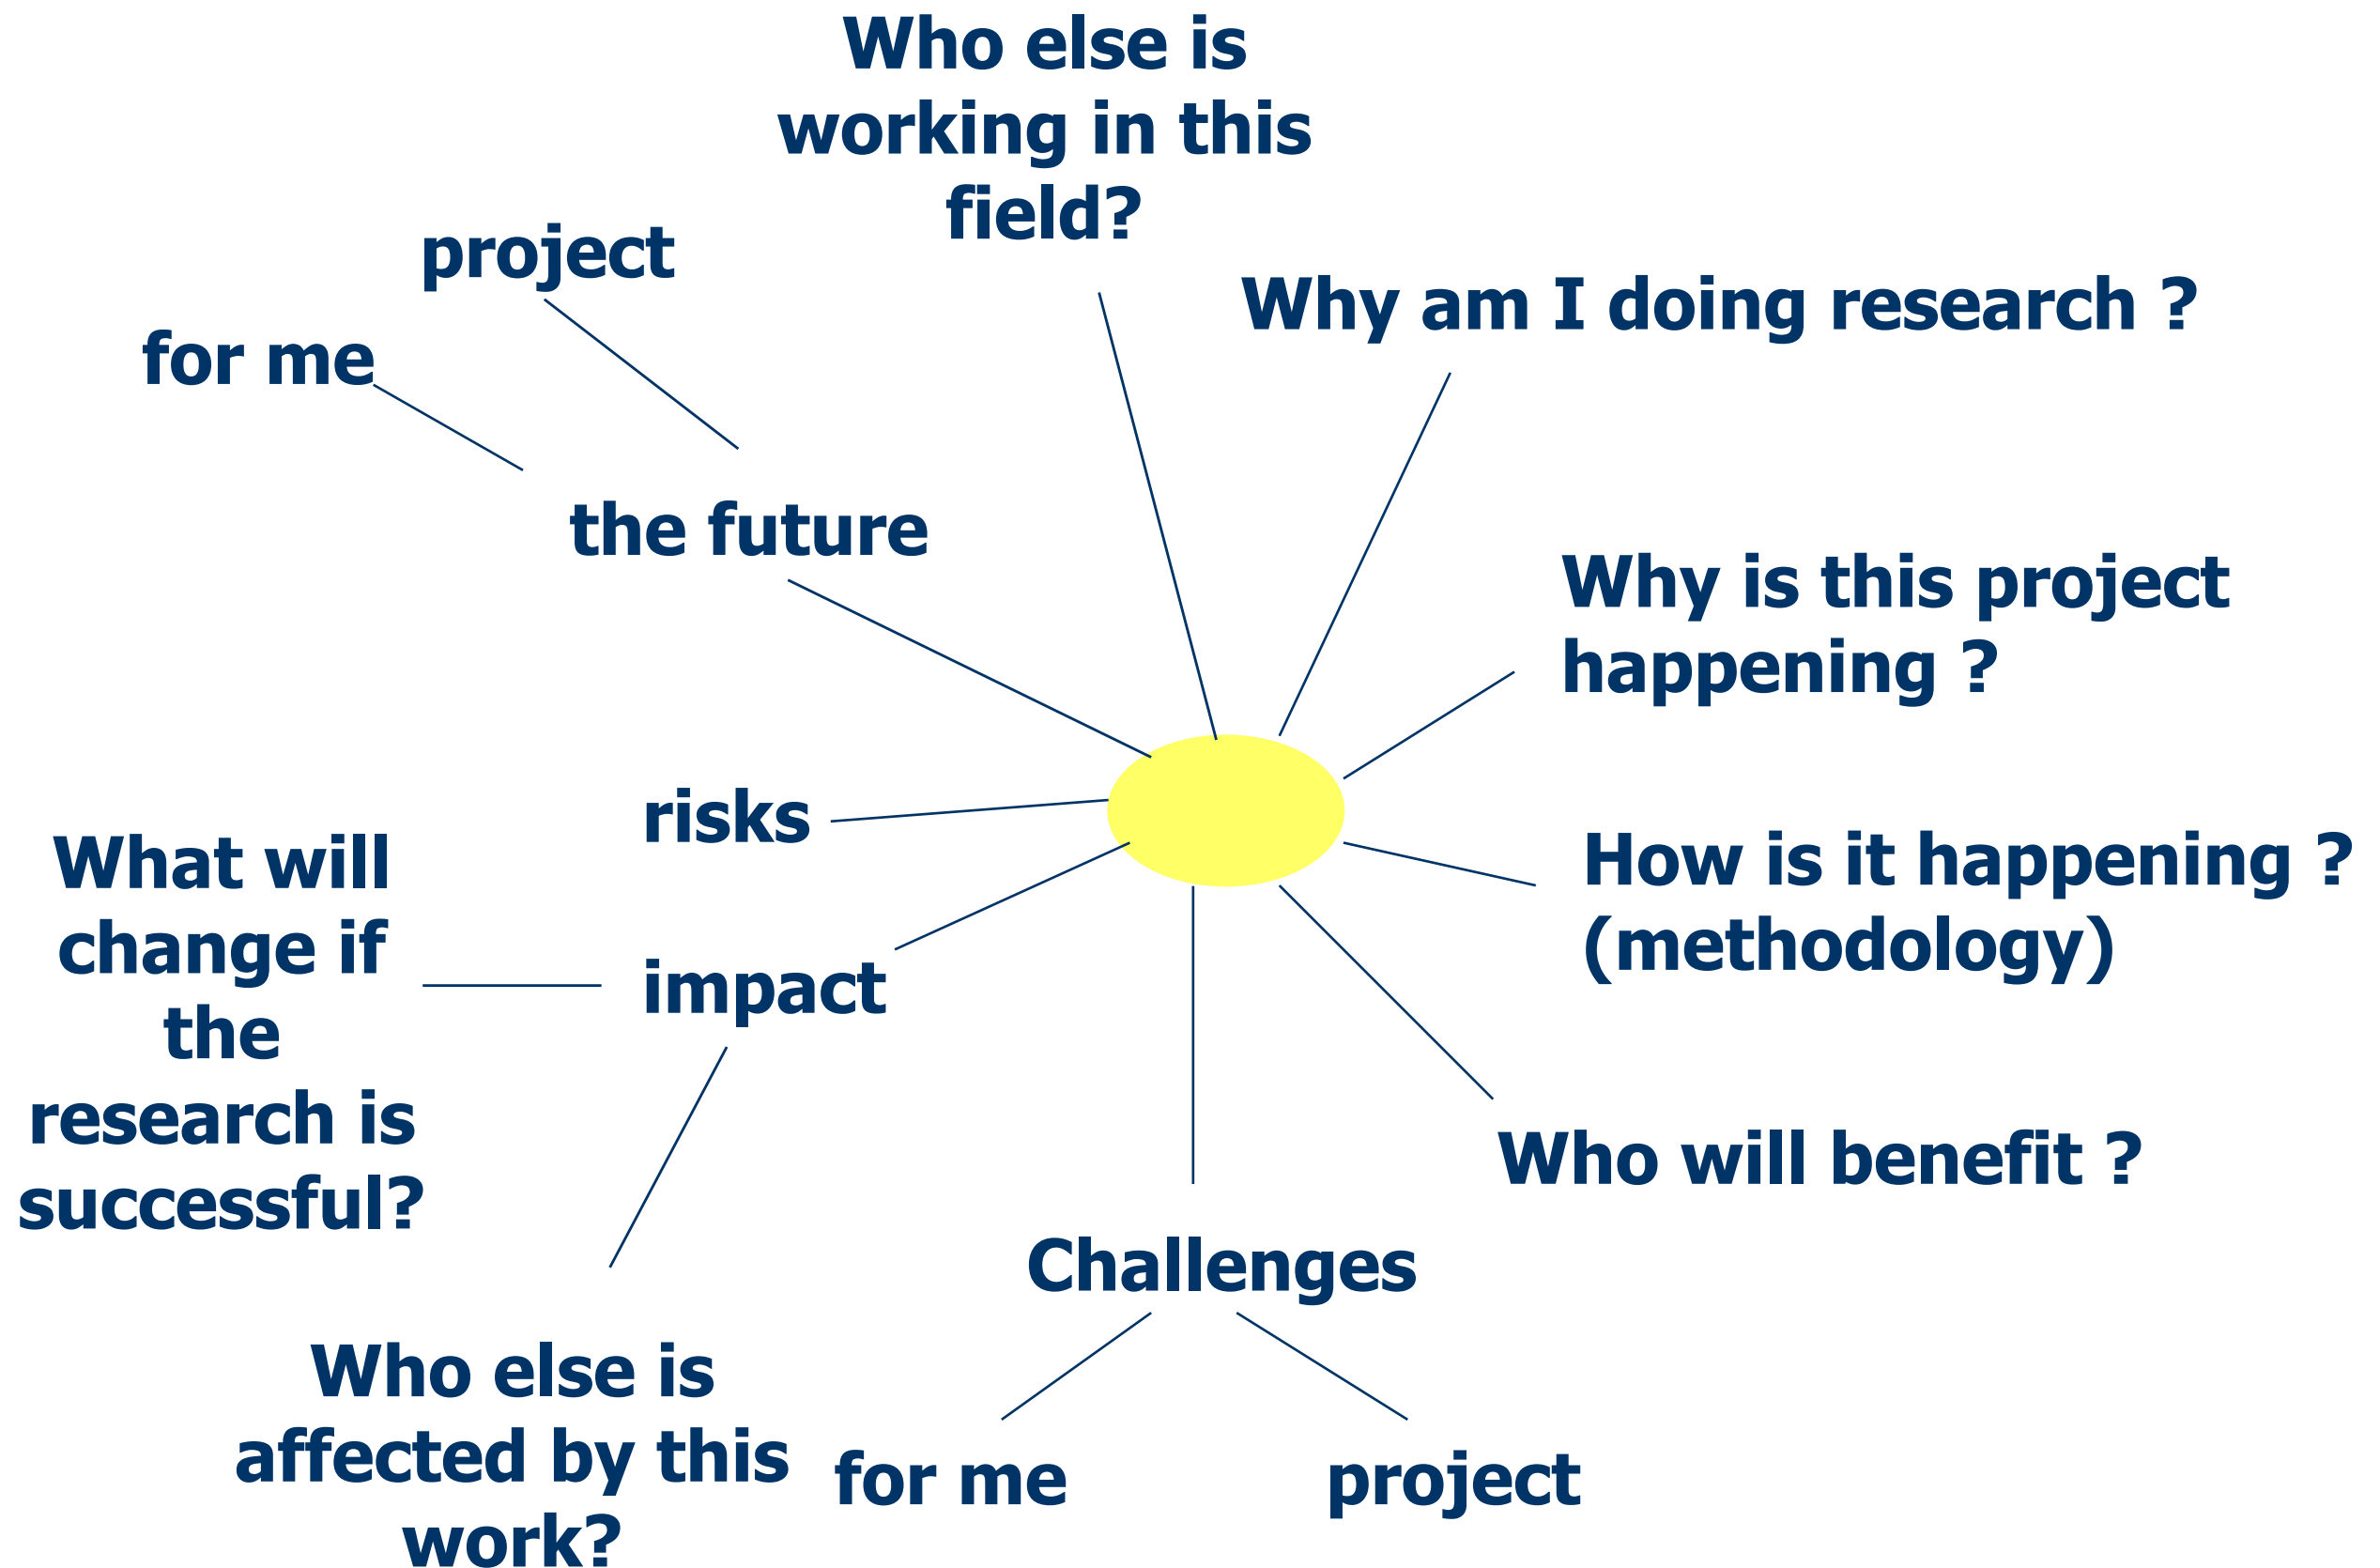 Who else is
working in this
field?
project
for me
Why am I doing research ?
the future
Why is this project
happening ?
risks
How is it happening ?
(methodology)
What will
change if
the
research is
successful?
impact
Who will benefit ?
Challenges
Who else is
affected by this
work?
for me
project